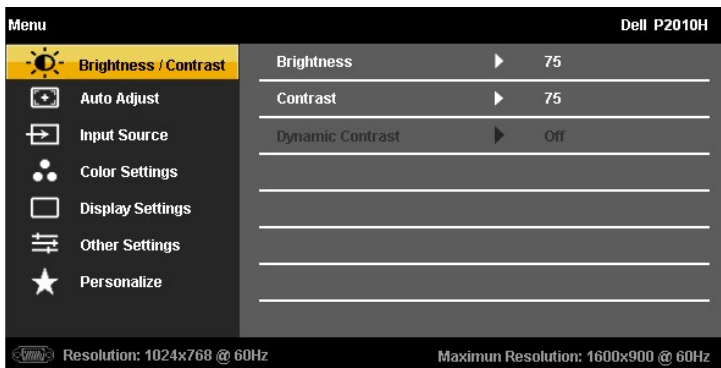 Menu Dell P2010H
Brightness / Contrast Brightness 75
Auto Adjust Contrast 75
Input Source Dynamic Contrast Off
Color Settings
Display Settings
Other Settings
Personalize
Resolution: 1024x768 @ 60Hz Maximun Resolution: 1600x900 @ 60Hz